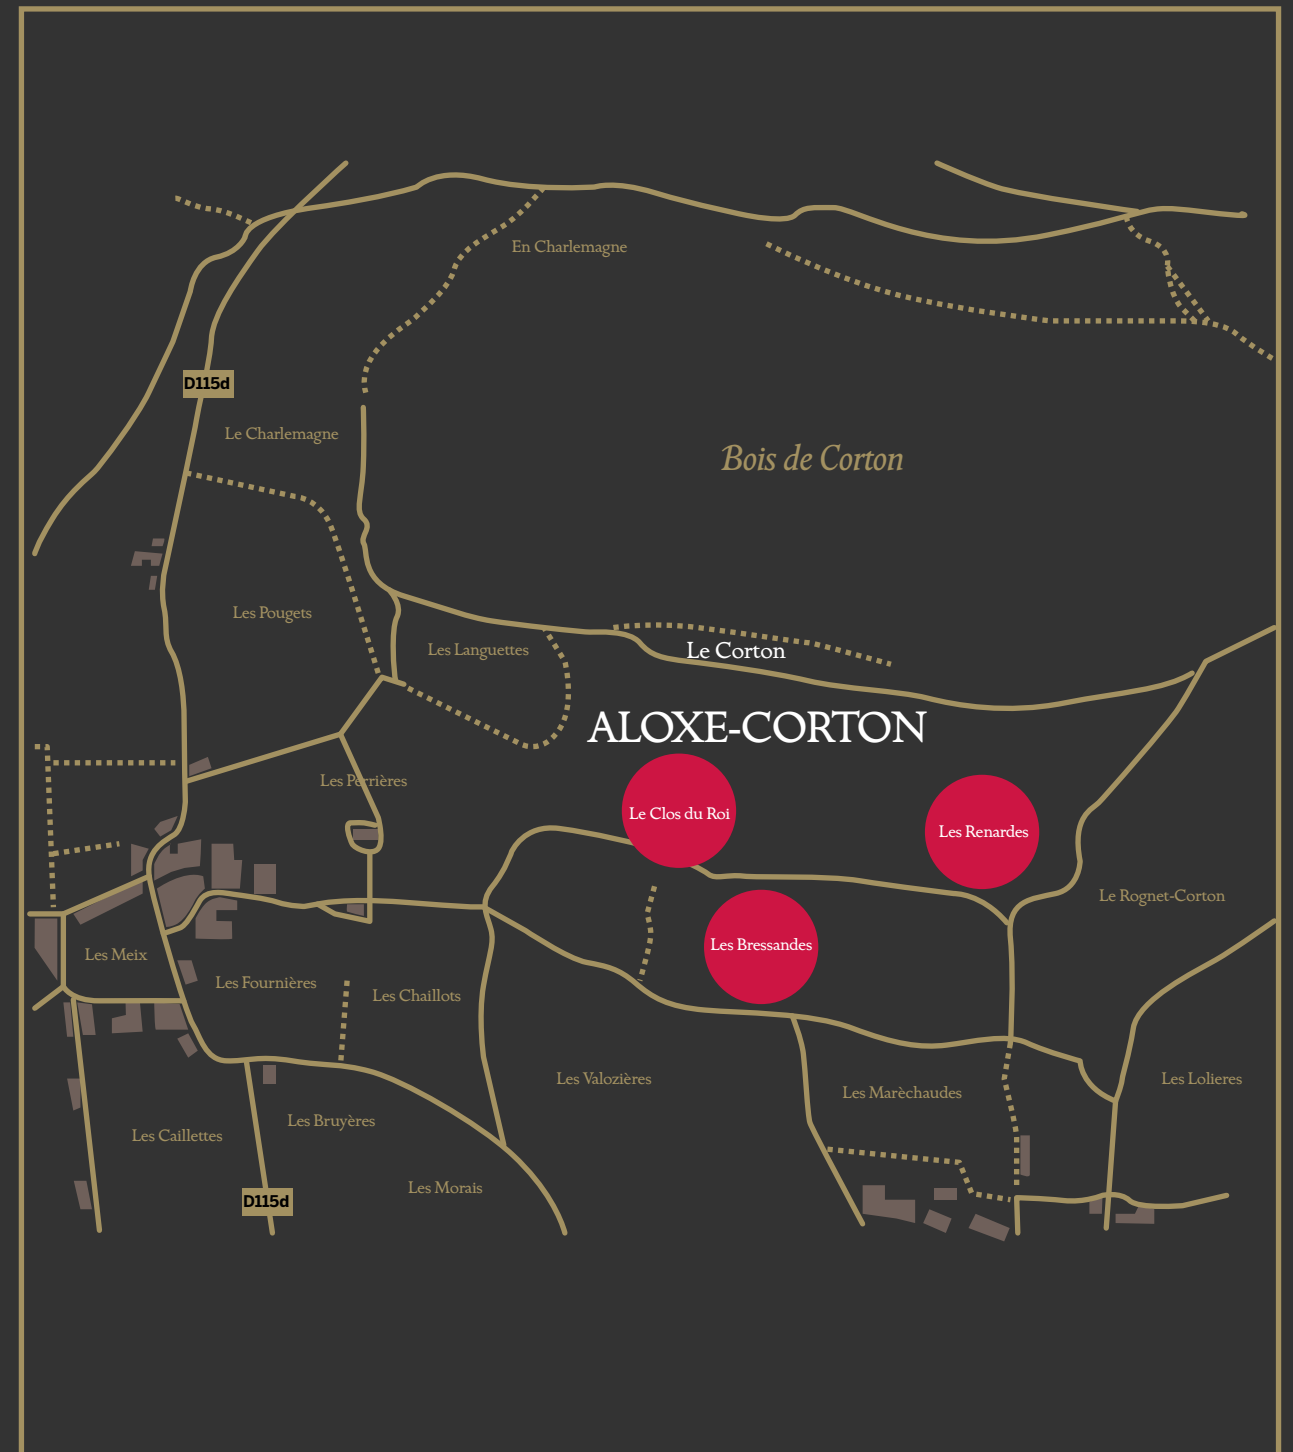 En Charlemagne
D115d
Le Charlemagne
Bois de Corton
Les Pougets
Les Languettes
Le Corton
ALOXE-CORTON
Les Perrières
Le Clos du Roi
Les Renardes
Le Rognet-Corton
Les Bressandes
Les Meix
Les Fournières
Les Chaillots
Les Valozières
Les Marèchaudes
Les Lolieres
Les Bruyères
Les Caillettes
Les Morais
D115d